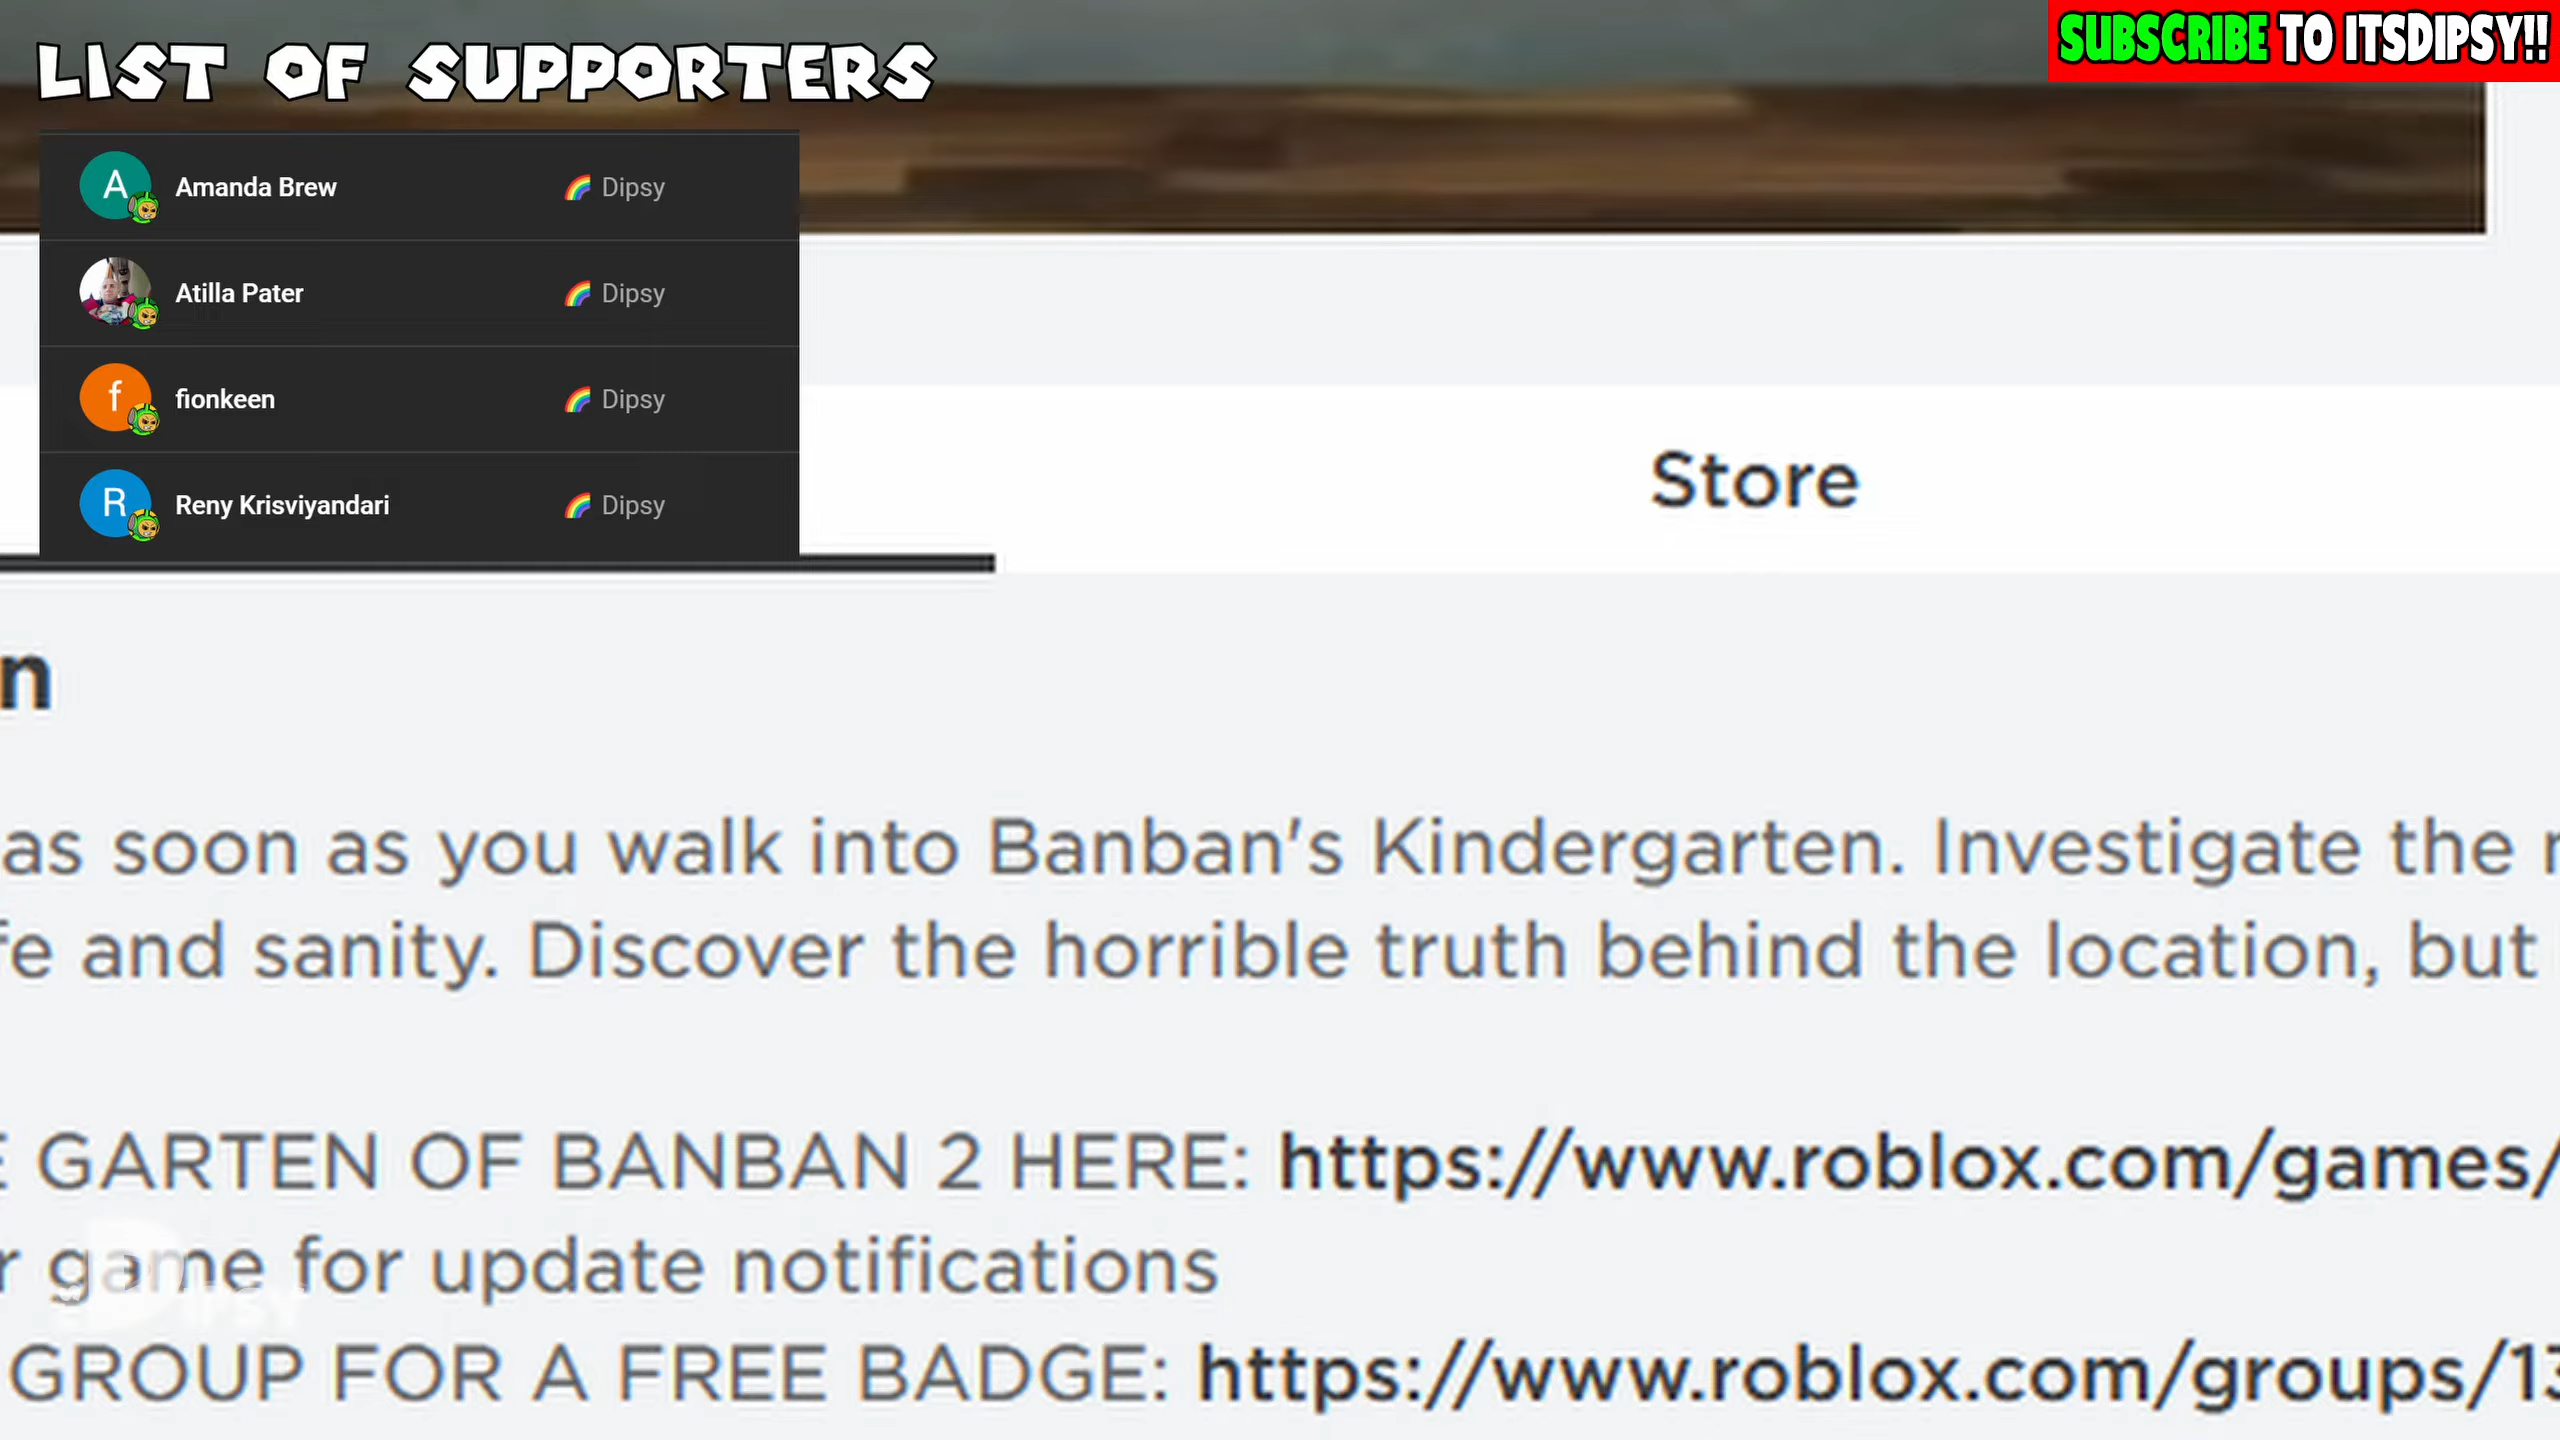 LIST OF SUPPORTERS
SUBSCRIBE TO ITSDIPSY!!
A Amanda Brew Dipsy
Atilla Pater Dipsy
f fionkeen Dipsy
R Reny Krisviyandari Dipsy
Store
n
as soon as you walk into Banban's Kindergarten. Investigate the
fe and sanity. Discover the horrible truth behind the location, but
E GARTEN OF BANBAN 2 HERE: https://www.roblox.com/games/
r game for update notifications
DIPSY
GROUP FOR A FREE BADGE: https://www.roblox.com/groups/13